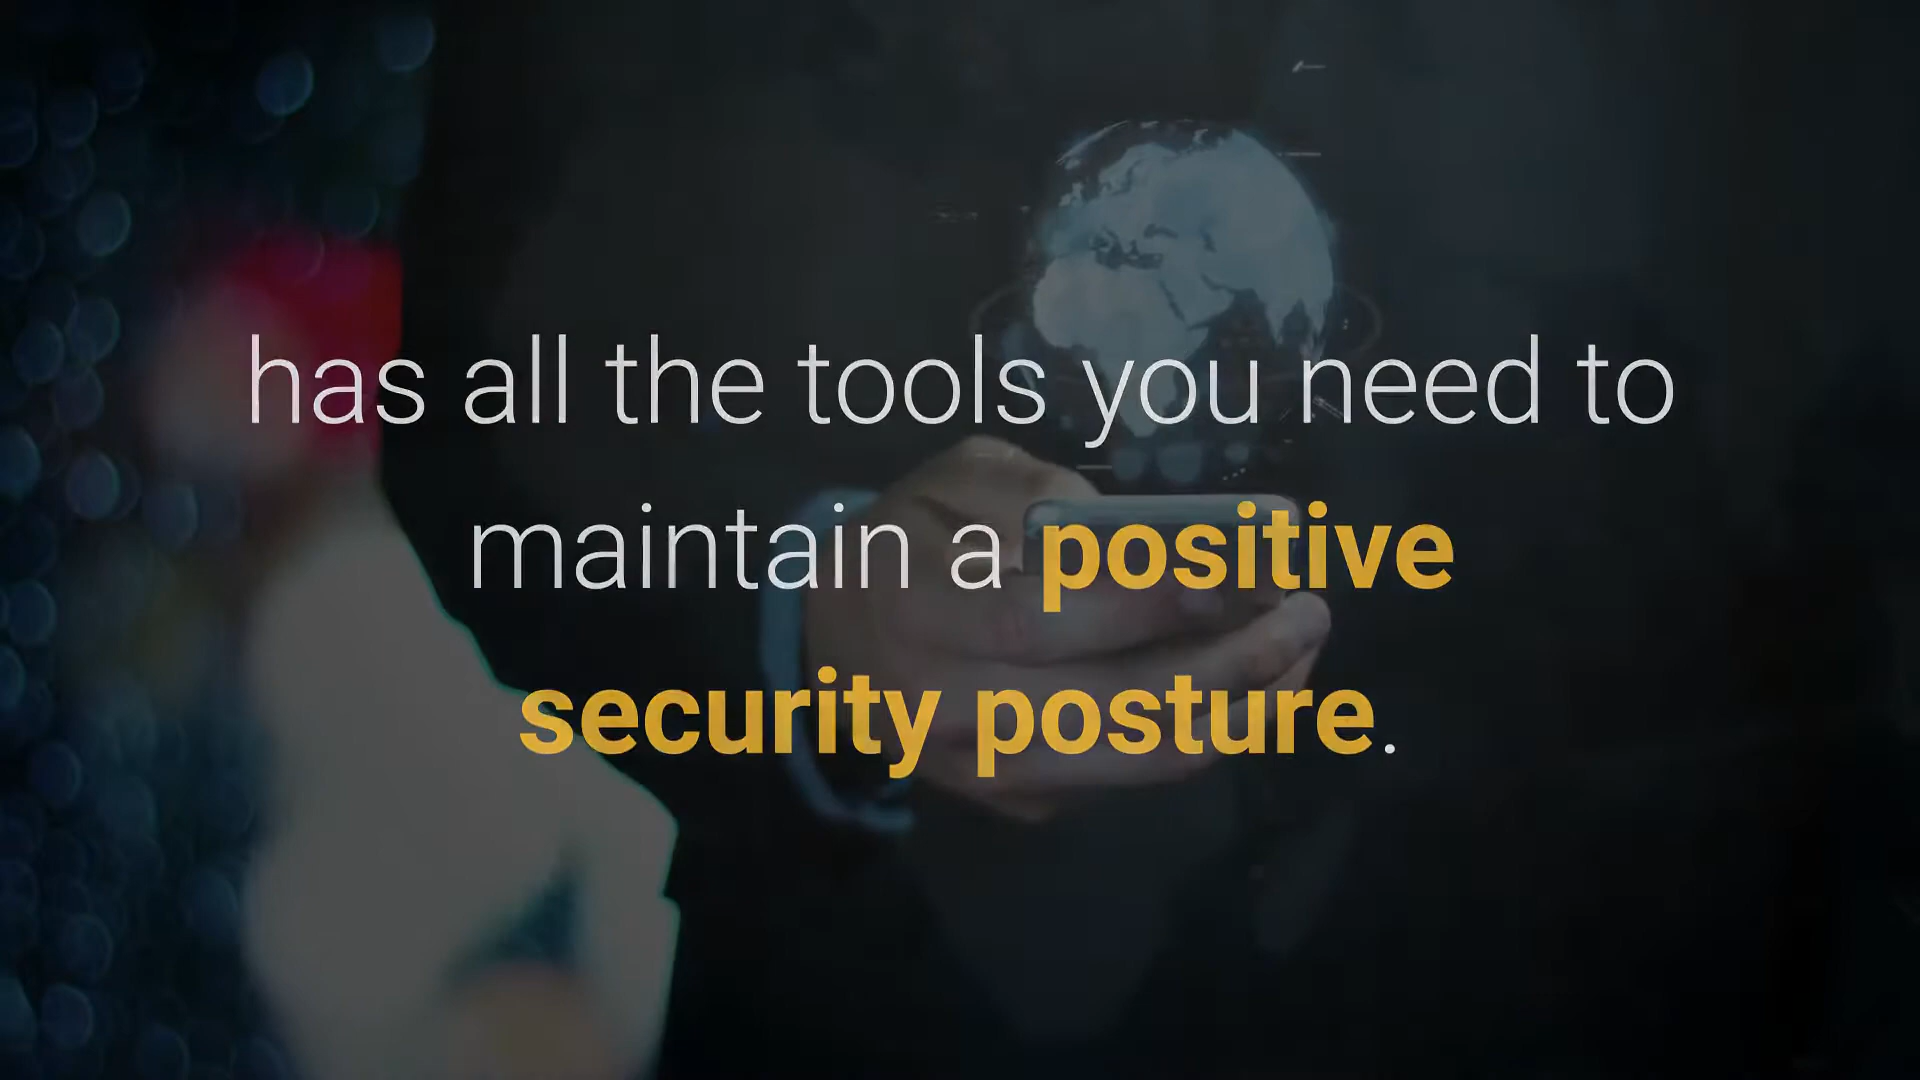 has all the tools you need to
maintain a positive
security posture.